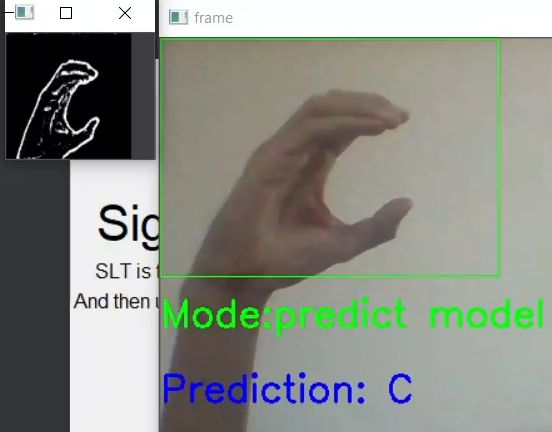 frame
Sig
SLT is t
And then u
Mode:predict model
Prediction: C